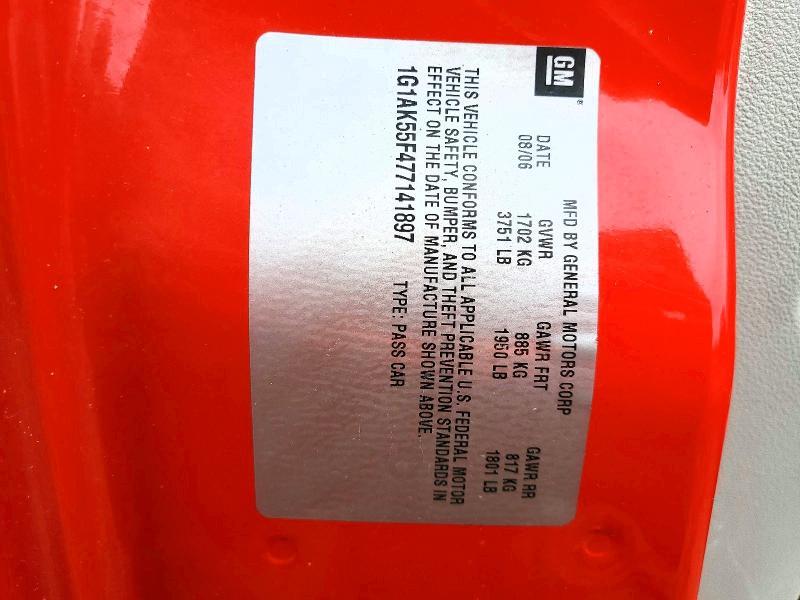 GM®
MFD BY GENERAL MOTORS CORP
DATE GVWR GAWR FRT GAWR RR
08/06 1702 KG 885 KG 817 KG
3751 LB 1950 LB 1801 LB
THIS VEHICLE CONFORMS TO ALL APPLICABLE U.S. FEDERAL MOTOR
VEHICLE SAFETY, BUMPER, AND THEFT PREVENTION STANDARDS IN
EFFECT ON THE DATE OF MANUFACTURE SHOWN ABOVE.
1G1AK55F477141897 TYPE: PASS CAR